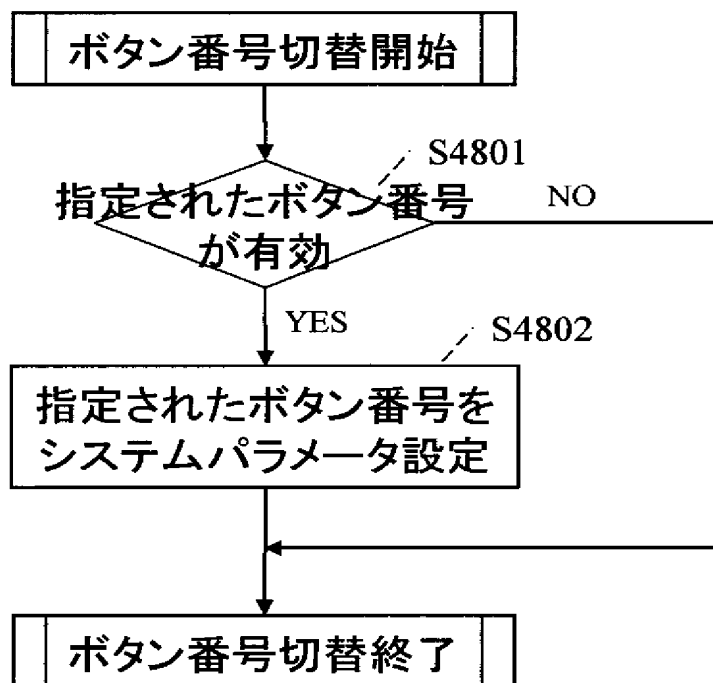 ボタン番号切替開始
S4801
指定されたボタン番号
が有効
NO
YES
S4802
指定されたボタン番号を
システムパラメータ設定
ボタン番号切替終了